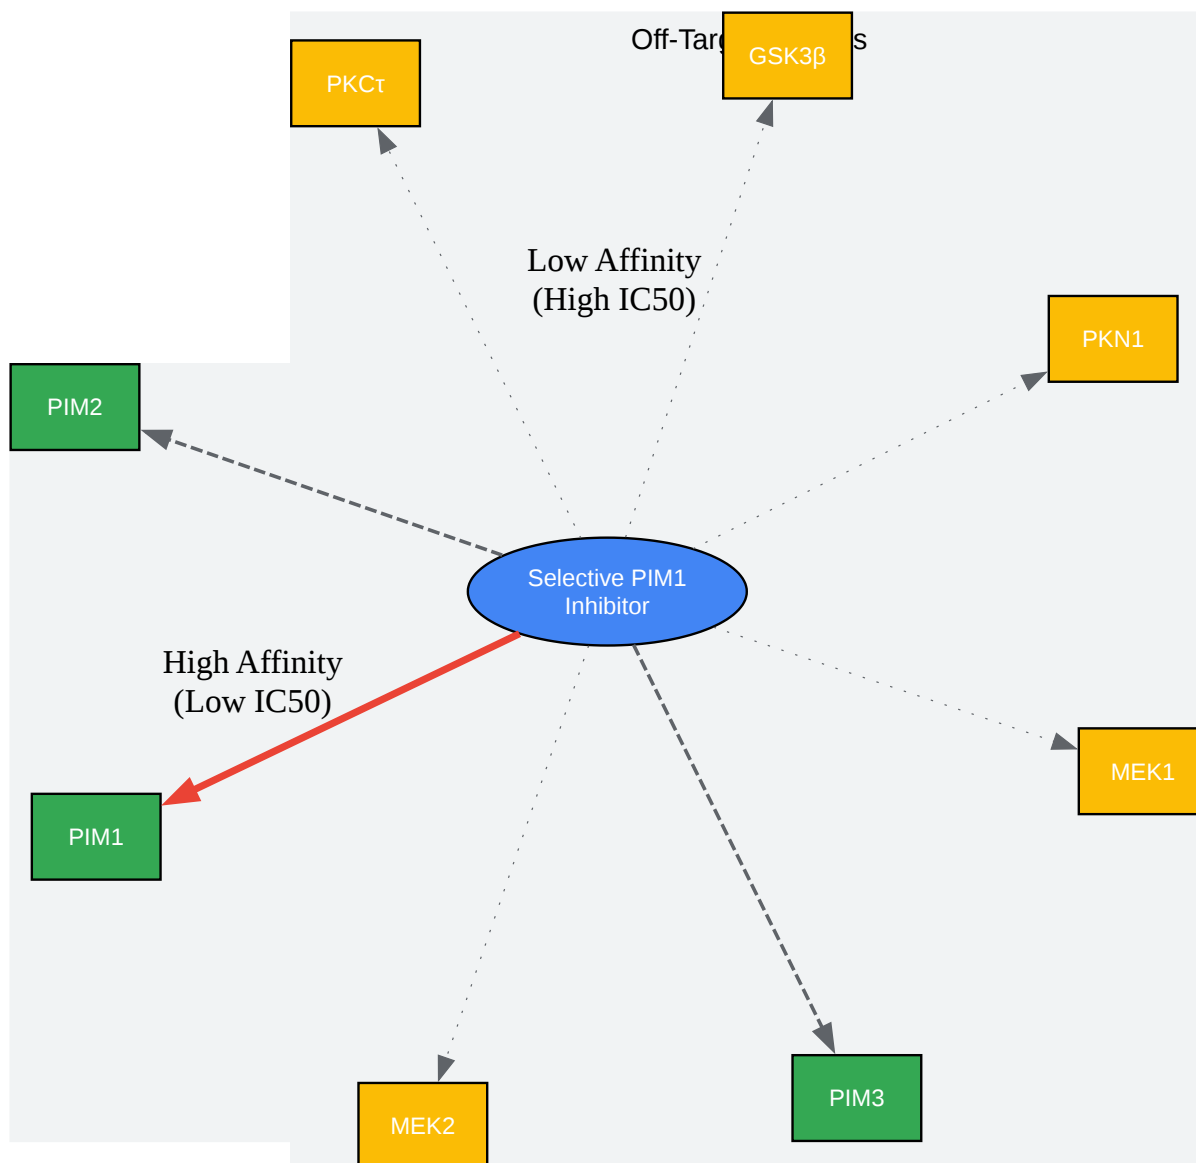 Off-Targ s
GSK3β
PKCτ
Low Affinity
(High IC50)
PKN1
PIM2
Selective PIM1
Inhibitor
High Affinity
(Low IC50)
MEK1
PIM1
PIM3
MEK2